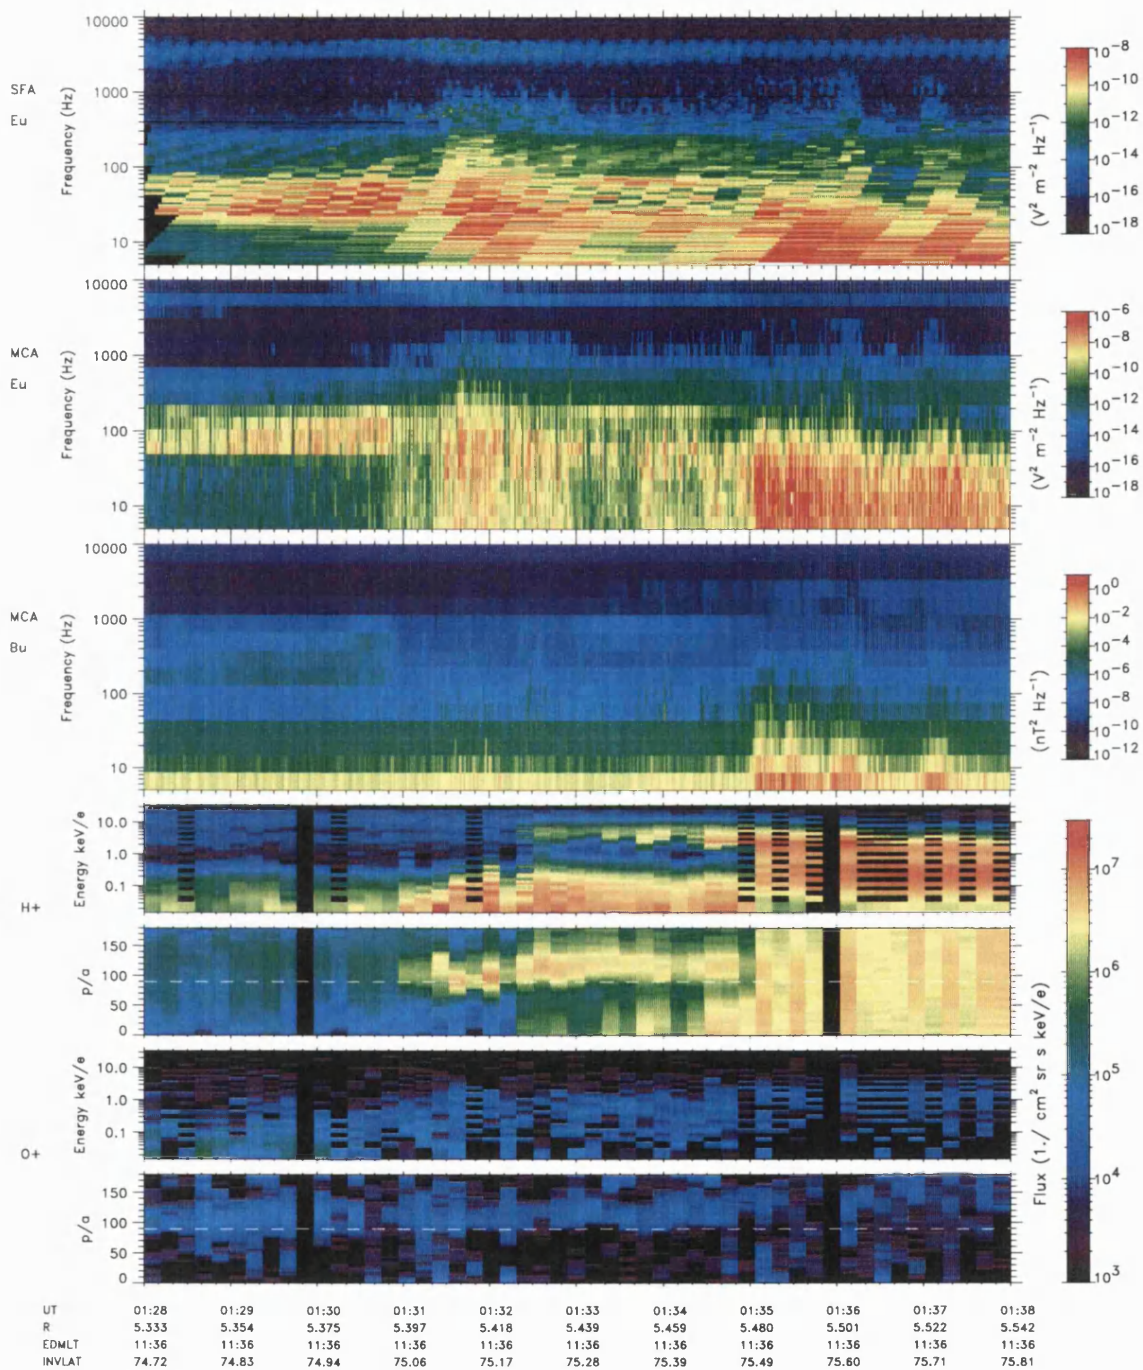 10000
1000
100
10
Frequency (Hz)
SFA
Eu
10⁻⁸
10⁻¹⁰
10⁻¹²
10⁻¹⁴
10⁻¹⁶
10⁻¹⁸
(V² m⁻² Hz⁻¹)
10000
1000
100
10
Frequency (Hz)
MCA
Eu
10⁻⁶
10⁻⁸
10⁻¹⁰
10⁻¹²
10⁻¹⁴
10⁻¹⁶
10⁻¹⁸
(V² m⁻² Hz⁻¹)
10000
1000
100
10
Frequency (Hz)
MCA
Bu
10⁰
10⁻²
10⁻⁴
10⁻⁶
10⁻⁸
10⁻¹⁰
10⁻¹²
(nT² Hz⁻¹)
10.0
1.0
0.1
Energy keV/e
H+
150
100
50
0
p/a
10.0
1.0
0.1
Energy keV/e
O+
150
100
50
0
p/a
10⁷
10⁶
10⁵
10⁴
10³
Flux (1./ cm² sr s keV/e)
UT 01:28 01:29 01:30 01:31 01:32 01:33 01:34 01:35 01:36 01:37 01:38
R 5.333 5.354 5.375 5.397 5.418 5.439 5.459 5.480 5.501 5.522 5.542
EDMLT 11:36 11:36 11:36 11:36 11:36 11:36 11:36 11:36 11:36 11:36 11:36
INVLAT 74.72 74.83 74.94 75.06 75.17 75.28 75.39 75.49 75.60 75.71 75.81